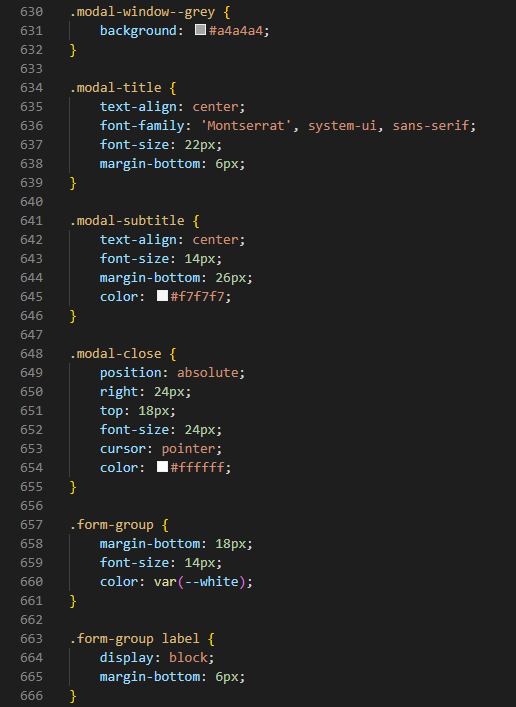 630 .modal-window--grey {
631     background: #a4a4a4;
632 }
633
634 .modal-title {
635     text-align: center;
636     font-family: 'Montserrat', system-ui, sans-serif;
637     font-size: 22px;
638     margin-bottom: 6px;
639 }
640
641 .modal-subtitle {
642     text-align: center;
643     font-size: 14px;
644     margin-bottom: 26px;
645     color: #f7f7f7;
646 }
647
648 .modal-close {
649     position: absolute;
650     right: 24px;
651     top: 18px;
652     font-size: 24px;
653     cursor: pointer;
654     color: #ffffff;
655 }
656
657 .form-group {
658     margin-bottom: 18px;
659     font-size: 14px;
660     color: var(--white);
661 }
662
663 .form-group label {
664     display: block;
665     margin-bottom: 6px;
666 }